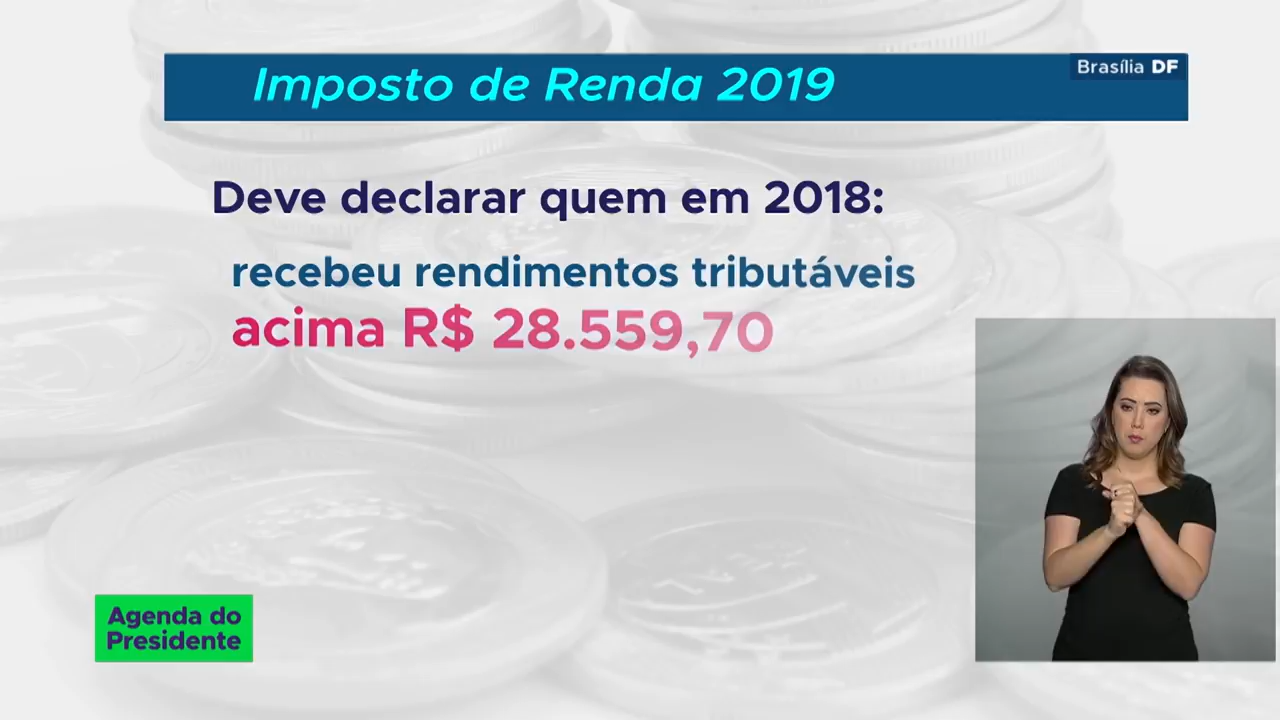 Imposto de Renda 2019
Brasília DF
Deve declarar quem em 2018:
recebeu rendimentos tributáveis
acima R$ 28.559,70
Agenda do
Presidente